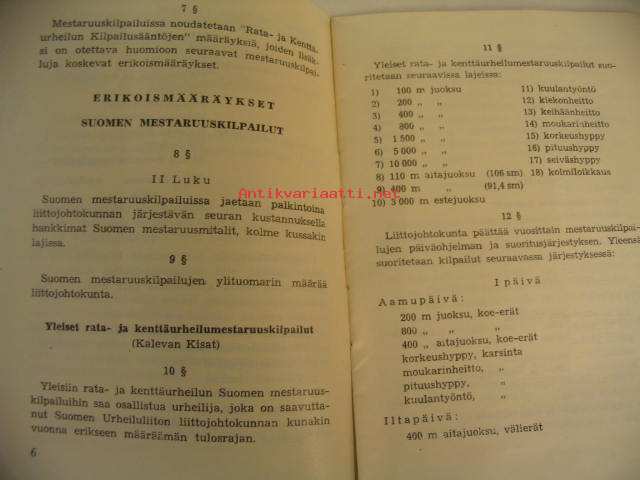 7 §
Mestaruuskilpailuissa noudatetaan "Rata- ja Kenttä-
urheilun Kilpailusääntöjen" määräyksiä, joiden lisäk-
si on otettava huomioon seuraavat mestaruuskilpai-
luja koskevat erikoismääräykset.
ERIKOISMÄÄRÄYKSET
SUOMEN MESTARUUSKILPAILUT
8 §
II Luku
Suomen mestaruuskilpailuissa jaetaan palkintoina
liittojohtokunnan järjestävän seuran kustannuksella
hankkimat Suomen mestaruusmitalit, kolme kussakin
lajissa.
9 §
Suomen mestaruuskilpailujen ylituomarin määrää
liittojohtokunta.
Yleiset rata- ja kenttäurheilumestaruuskilpailut
(Kalevan Kisat)
10 §
Yleisiin rata- ja kenttäurheilun Suomen mestaruus-
kilpailuihin saa osallistua urheilija, joka on saavutta-
nut Suomen Urheiluliiton liittojohtokunnan kunakin
vuonna erikseen määräämän tulosrajan.
6
11 §
Yleiset rata- ja kenttäurheilumestaruuskilpailut suo-
ritetaan seuraavissa lajeissa:
1) 100 m juoksu
2) 200 „ „
3) 400 „ „
4) 800 „ „
5) 1 500 „ „
6) 5 000 „ „
7) 10 000 „ „
8) 110 m aitajuoksu (106 sm)
9) 400 m „ (91,4 sm)
10) 3 000 m estejuoksu
11) kuulantyöntö
12) kiekonheitto
13) keihäänheitto
14) moukarinheitto
15) korkeushyppy
16) pituushyppy
17) seiväshyppy
18) kolmiloikkaus
12 §
Liittojohtokunta päättää vuosittain mestaruuskilpai-
lujen päiväohjelman ja suoritusjärjestyksen. Yleensä
suoritetaan kilpailut seuraavassa järjestyksessä:
I päivä
Aamupäivä:
200 m juoksu, koe-erät
800 „ „ „
400 „ aitajuoksu, koe-erät
korkeushyppy, karsinta
moukarinheitto, „
pituushyppy, „
kuulantyöntö, „
Iltapäivä:
400 m aitajuoksu, välierät
Antikvariaatti.net